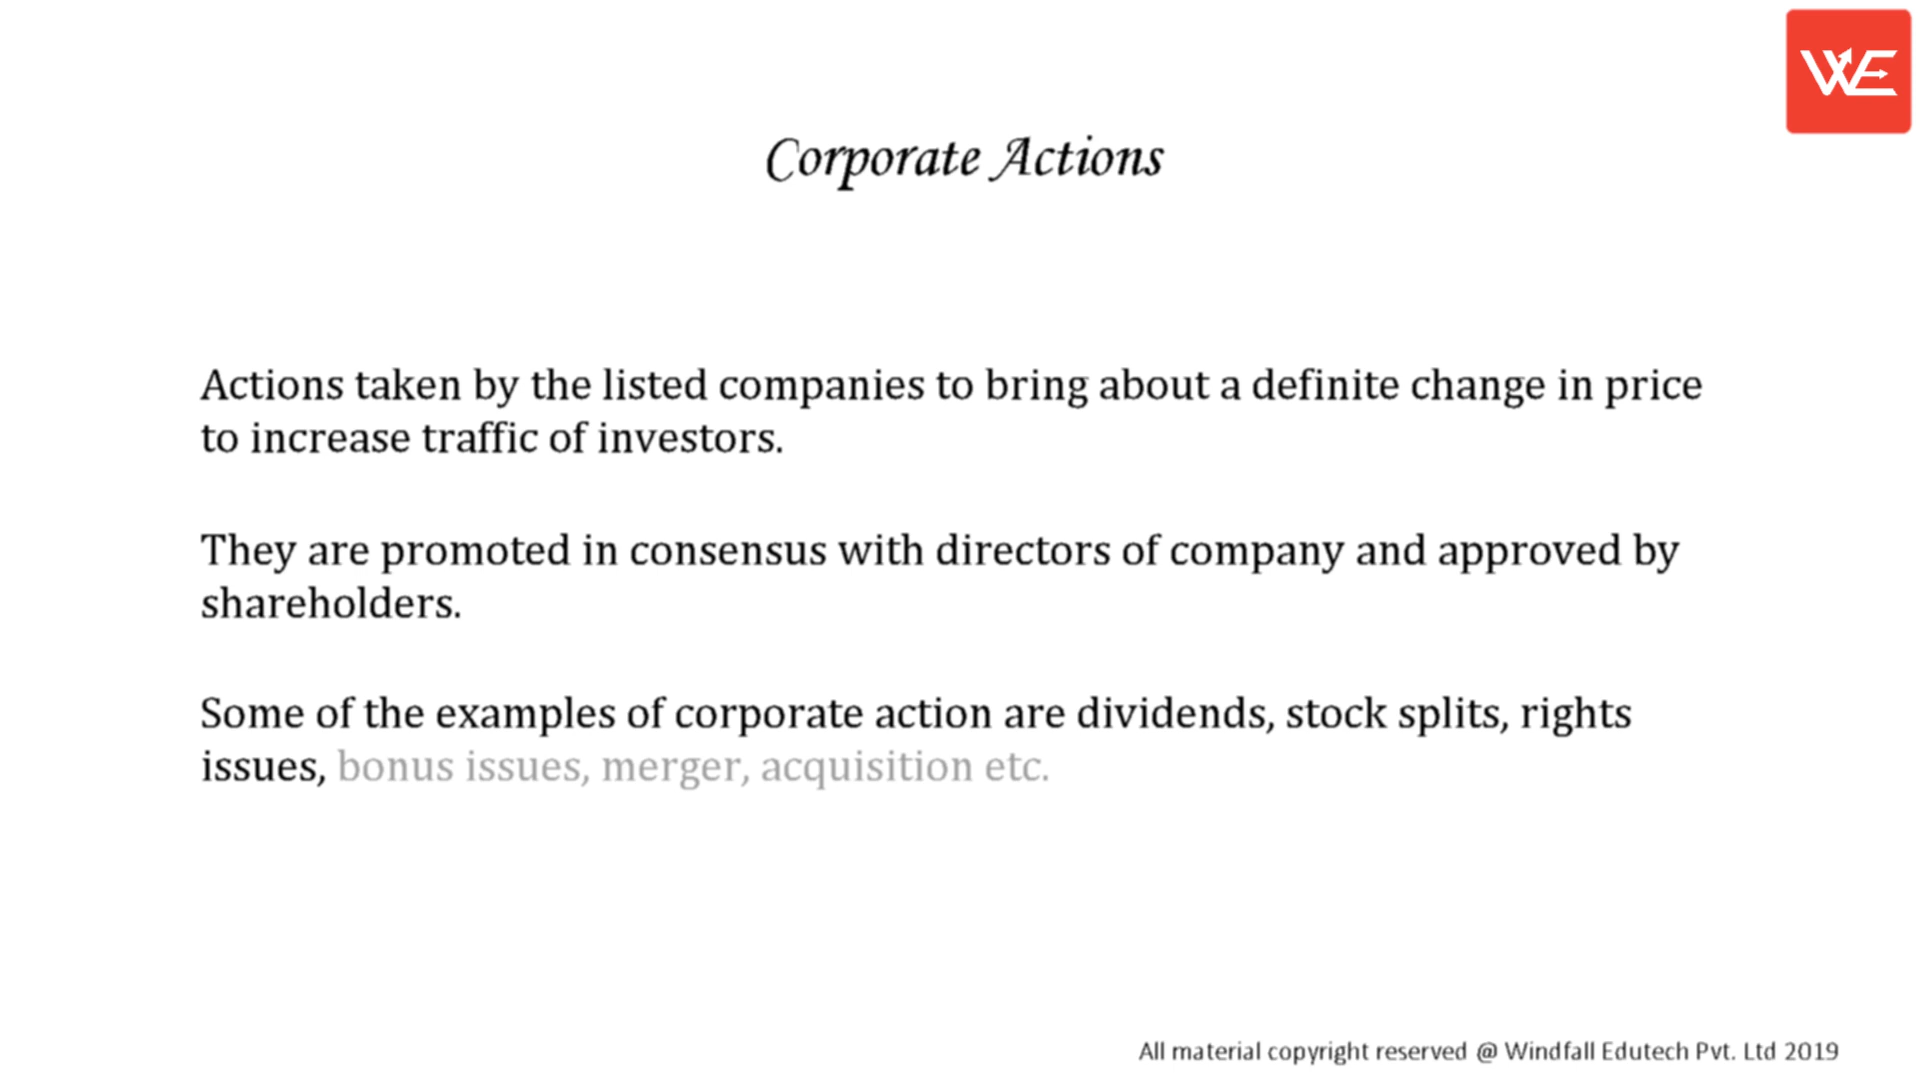 WE
Corporate Actions
Actions taken by the listed companies to bring about a definite change in price
to increase traffic of investors.
They are promoted in consensus with directors of company and approved by
shareholders.
Some of the examples of corporate action are dividends, stock splits, rights
issues, bonus issues, merger, acquisition etc.
All material copyright reserved @ Windfall Edutech Pvt. Ltd 2019